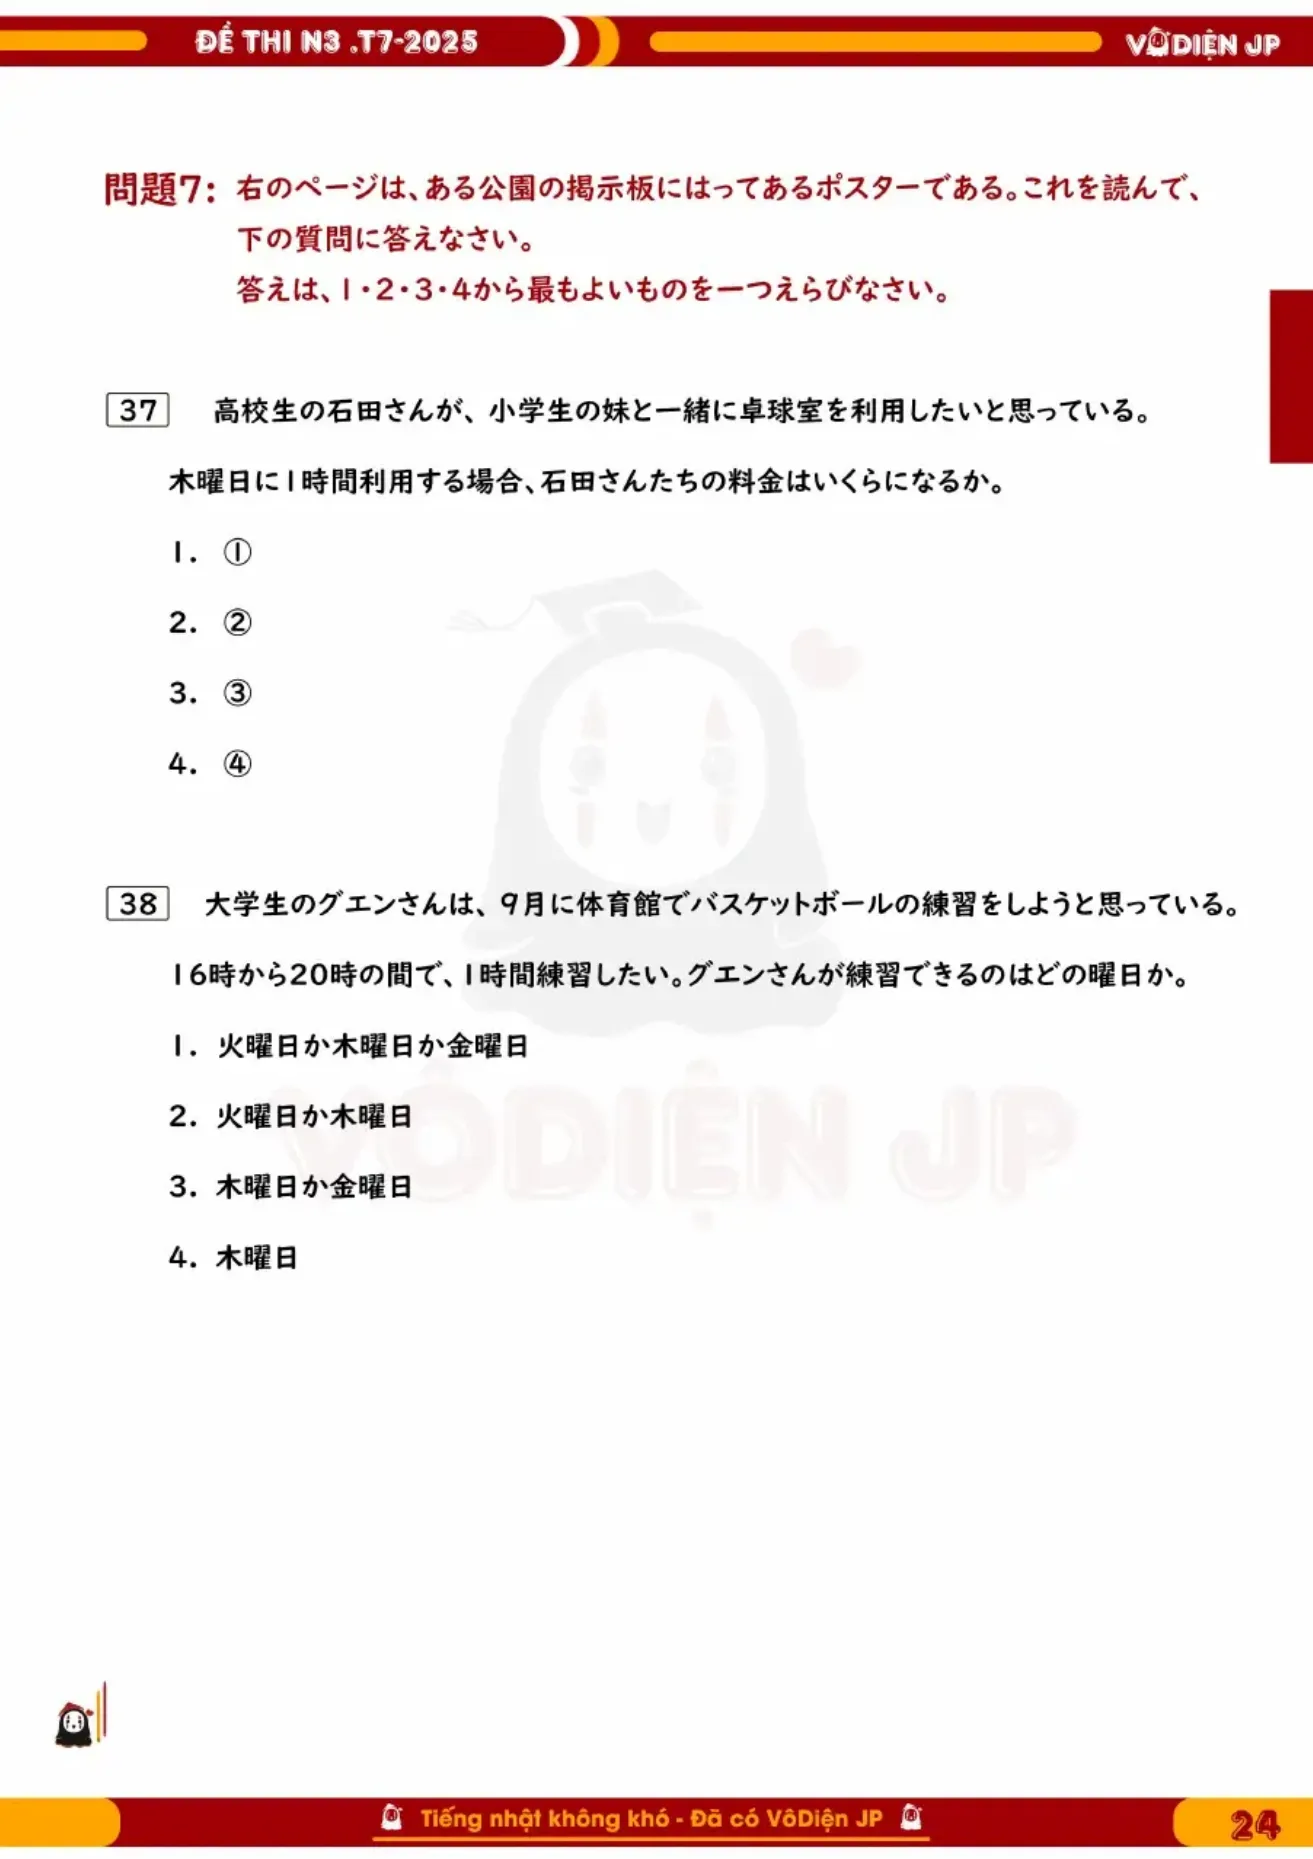 ĐỀ THI N3 .T7-2025
VÔDIỆN JP
問題7: 右のページは、ある公園の掲示板にはってあるポスターである。これを読んで、
下の質問に答えなさい。
答えは、1・2・3・4から最もよいものを一つえらびなさい。
37 高校生の石田さんが、小学生の妹と一緒に卓球室を利用したいと思っている。
木曜日に1時間利用する場合、石田さんたちの料金はいくらになるか。
1. ①
2. ②
3. ③
4. ④
38 大学生のグエンさんは、9月に体育館でバスケットボールの練習をしようと思っている。
16時から20時の間で、1時間練習したい。グエンさんが練習できるのはどの曜日か。
1. 火曜日か木曜日か金曜日
2. 火曜日か木曜日
3. 木曜日か金曜日
4. 木曜日
VÔDIỆN JP
Tiếng nhật không khó - Đã có VôDiện JP
24